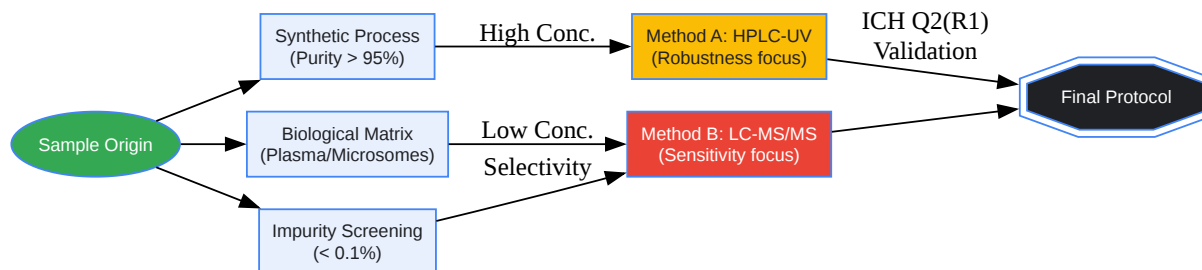 Sample Origin
Synthetic Process
(Purity > 95%)
High Conc.
Method A: HPLC-UV
(Robustness focus)
ICH Q2(R1)
Validation
Biological Matrix
(Plasma/Microsomes)
Low Conc.
Method B: LC-MS/MS
(Sensitivity focus)
Impurity Screening
(< 0.1%)
Selectivity
Final Protocol